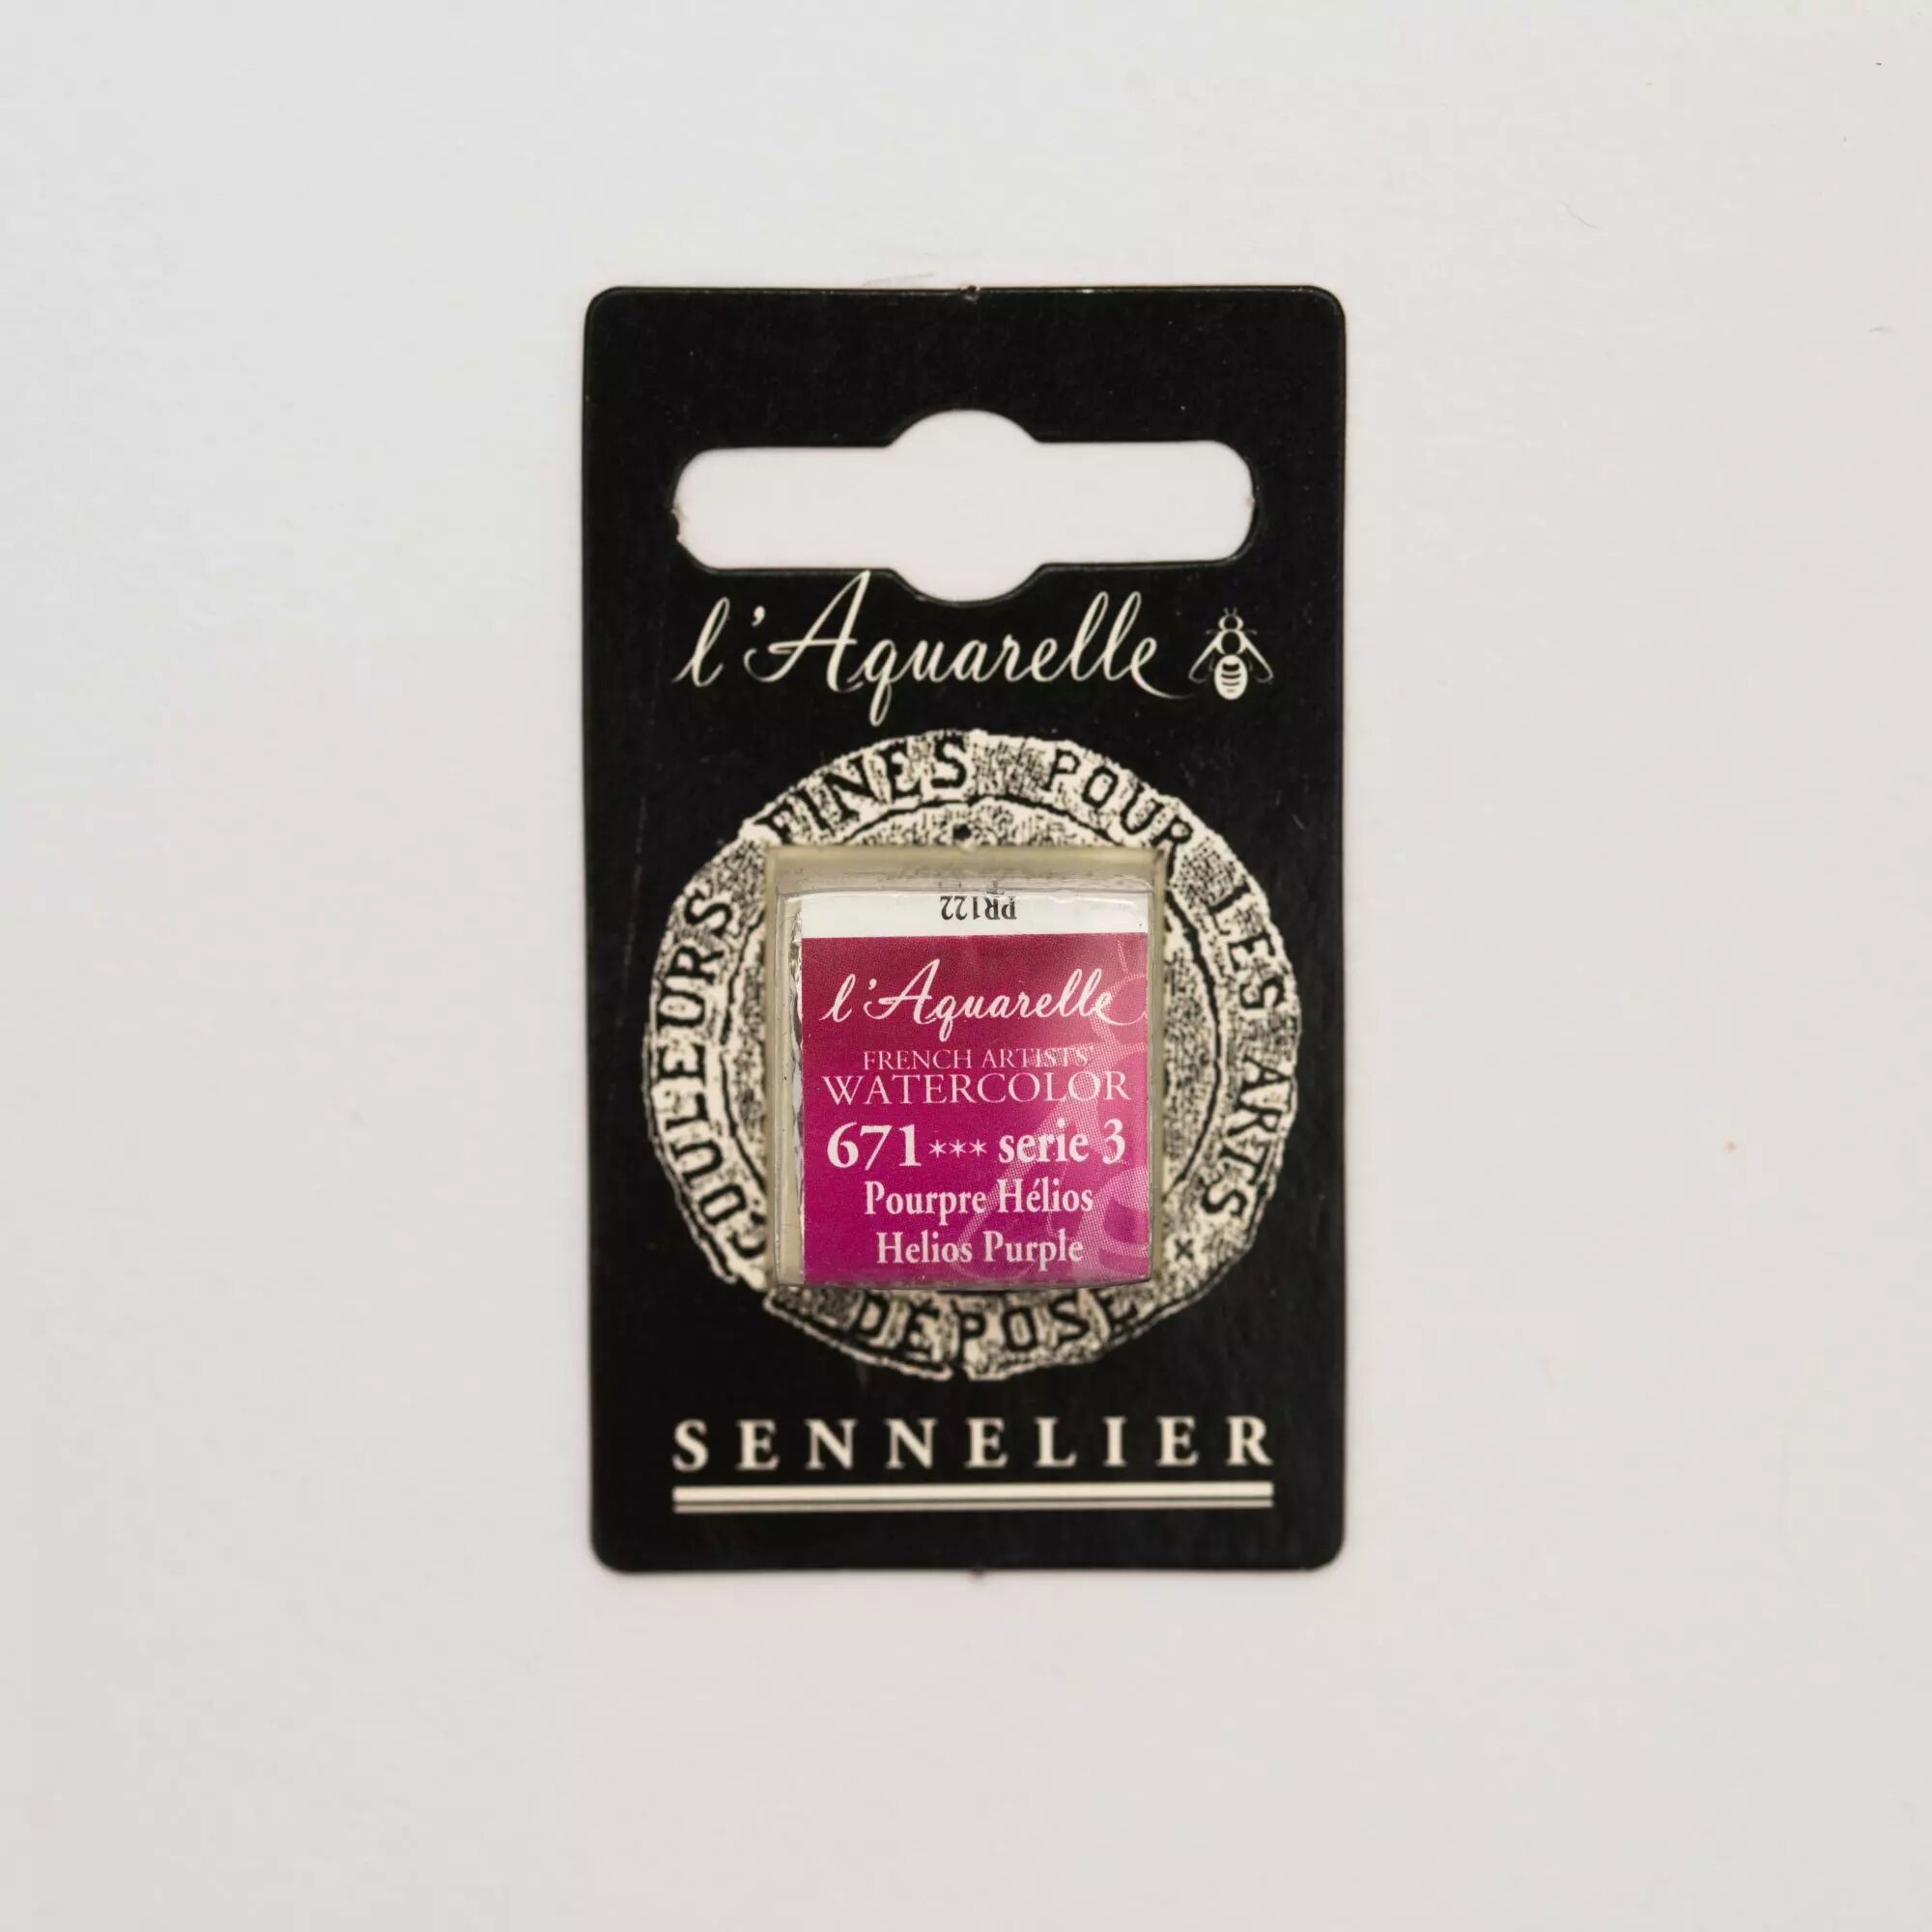 l'Aquarelle
COULEURS FINES POUR LES ARTS
PR122
l'Aquarelle
FRENCH ARTISTS'
WATERCOLOR
671*** serie 3
Pourpre Hélios
Helios Purple
DÉPOSÉ
SENNELIER